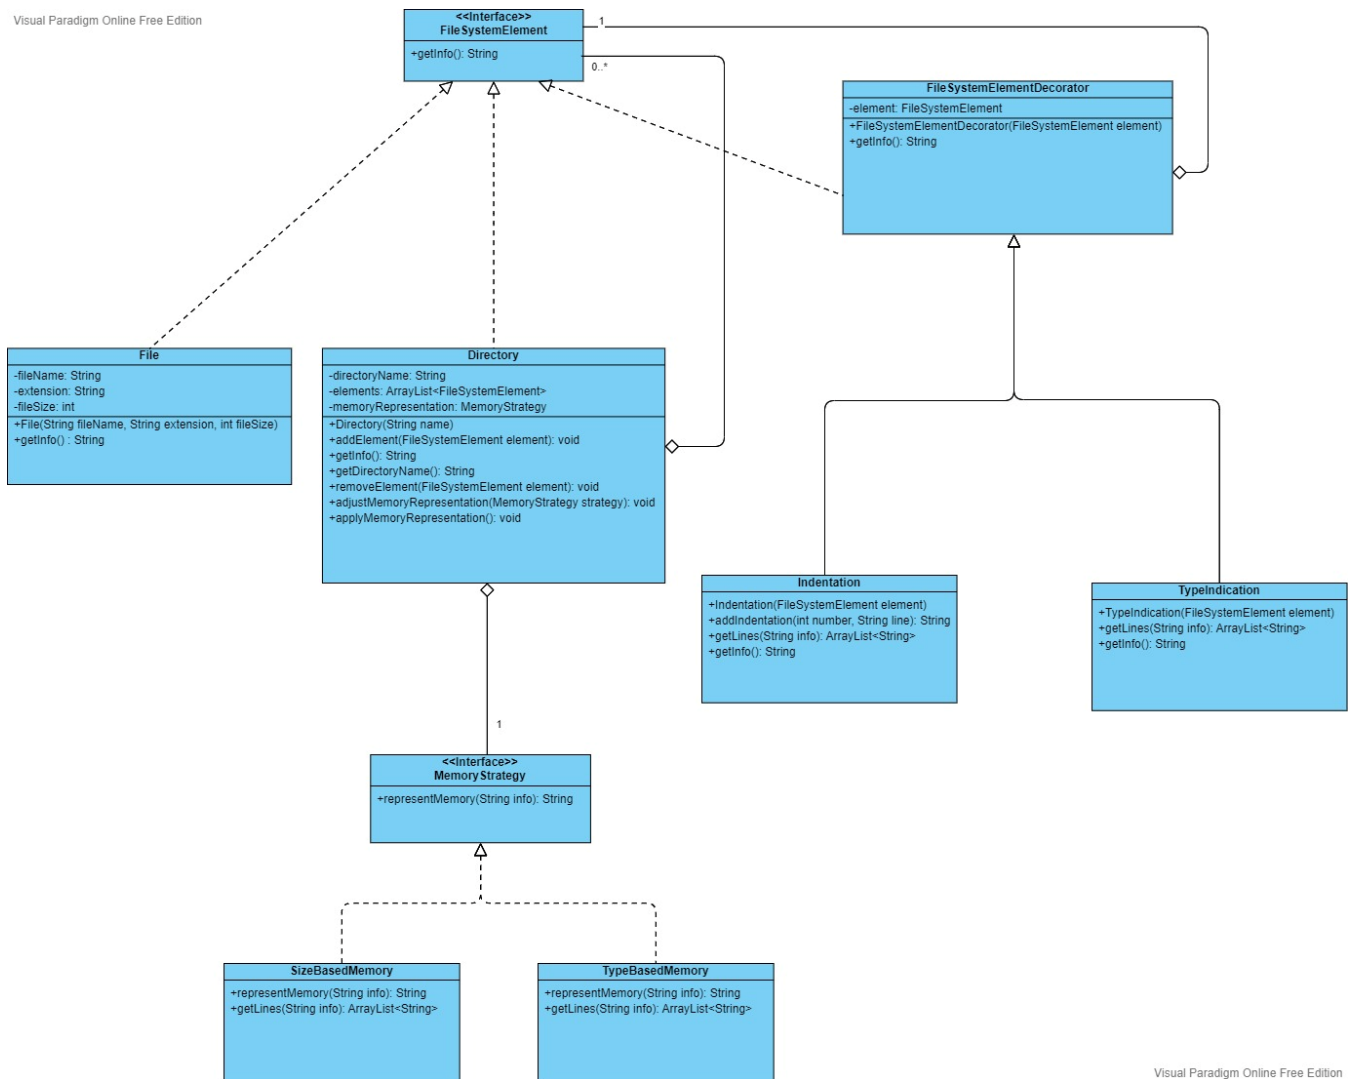 Visual Paradigm Online Free Edition
<<Interface>>
FileSystemElement
+getInfo(): String
1
0..*
FileSystemElementDecorator
-element: FileSystemElement
+FileSystemElementDecorator(FileSystemElement element)
+getInfo(): String
File
-fileName: String
-extension: String
-fileSize: int
+File(String fileName, String extension, int fileSize)
+getInfo() : String
Directory
-directoryName: String
-elements: ArrayList<FileSystemElement>
-memoryRepresentation: MemoryStrategy
+Directory(String name)
+addElement(FileSystemElement element): void
+getInfo(): String
+getDirectoryName(): String
+removeElement(FileSystemElement element): void
+adjustMemoryRepresentation(MemoryStrategy strategy): void
+applyMemoryRepresentation(): void
Indentation
+Indentation(FileSystemElement element)
+addIndentation(int number, String line): String
+getLines(String info): ArrayList<String>
+getInfo(): String
TypeIndication
+TypeIndication(FileSystemElement element)
+getLines(String info): ArrayList<String>
+getInfo(): String
1
<<Interface>>
MemoryStrategy
+representMemory(String info): String
SizeBasedMemory
+representMemory(String info): String
+getLines(String info): ArrayList<String>
TypeBasedMemory
+representMemory(String info): String
+getLines(String info): ArrayList<String>
Visual Paradigm Online Free Edition